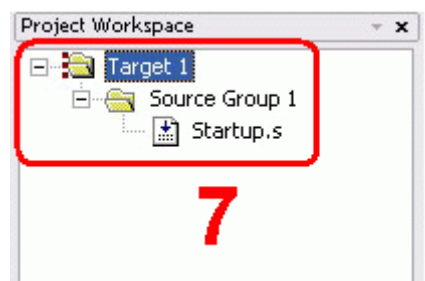 Project Workspace
Target 1
Source Group 1
Startup.s
7